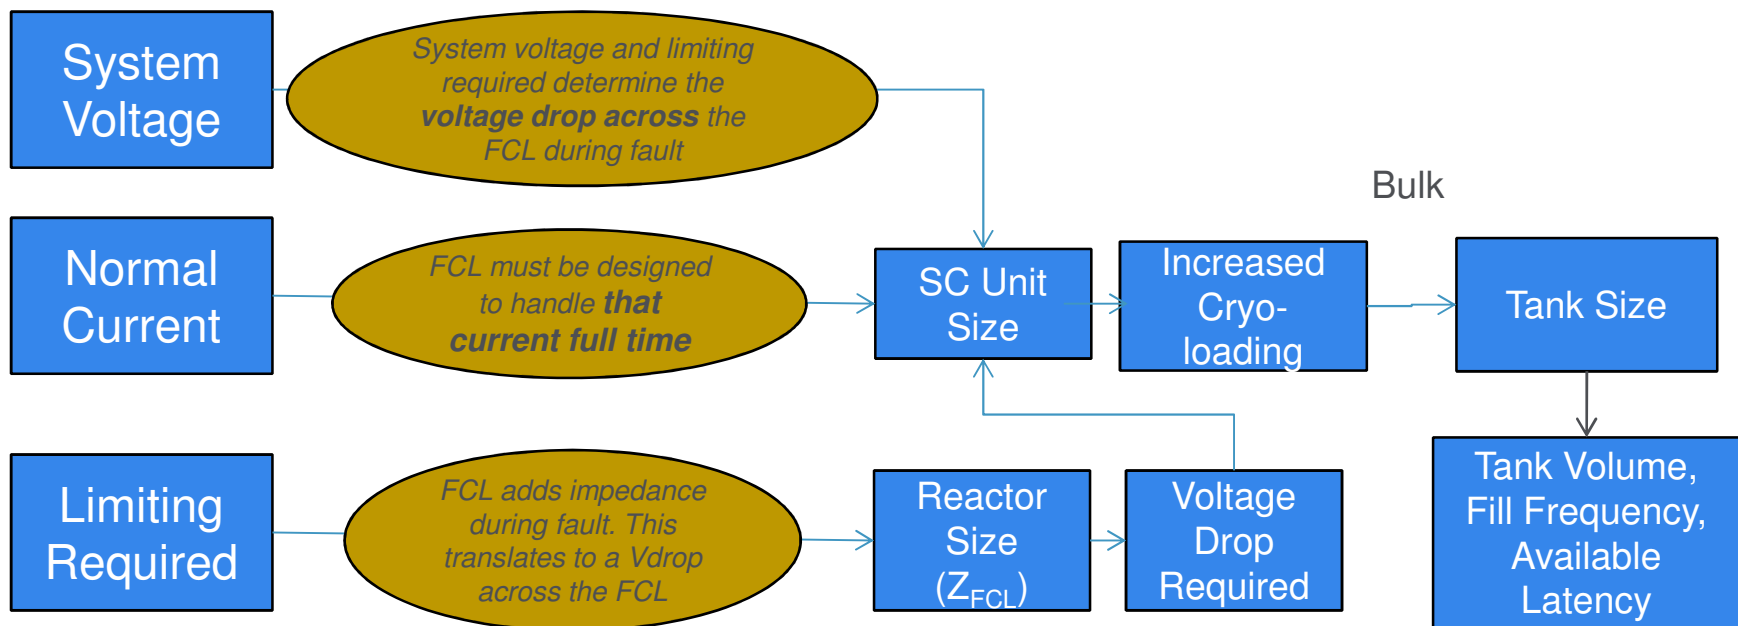 System
Voltage
System voltage and limiting
required determine the
voltage drop across the
FCL during fault
Bulk
Normal
Current
FCL must be designed
to handle that
current full time
SC Unit
Size
Increased
Cryo-
loading
Tank Size
Limiting
Required
FCL adds impedance
during fault. This
translates to a Vdrop
across the FCL
Reactor
Size
(ZFCL)
Voltage
Drop
Required
Tank Volume,
Fill Frequency,
Available
Latency